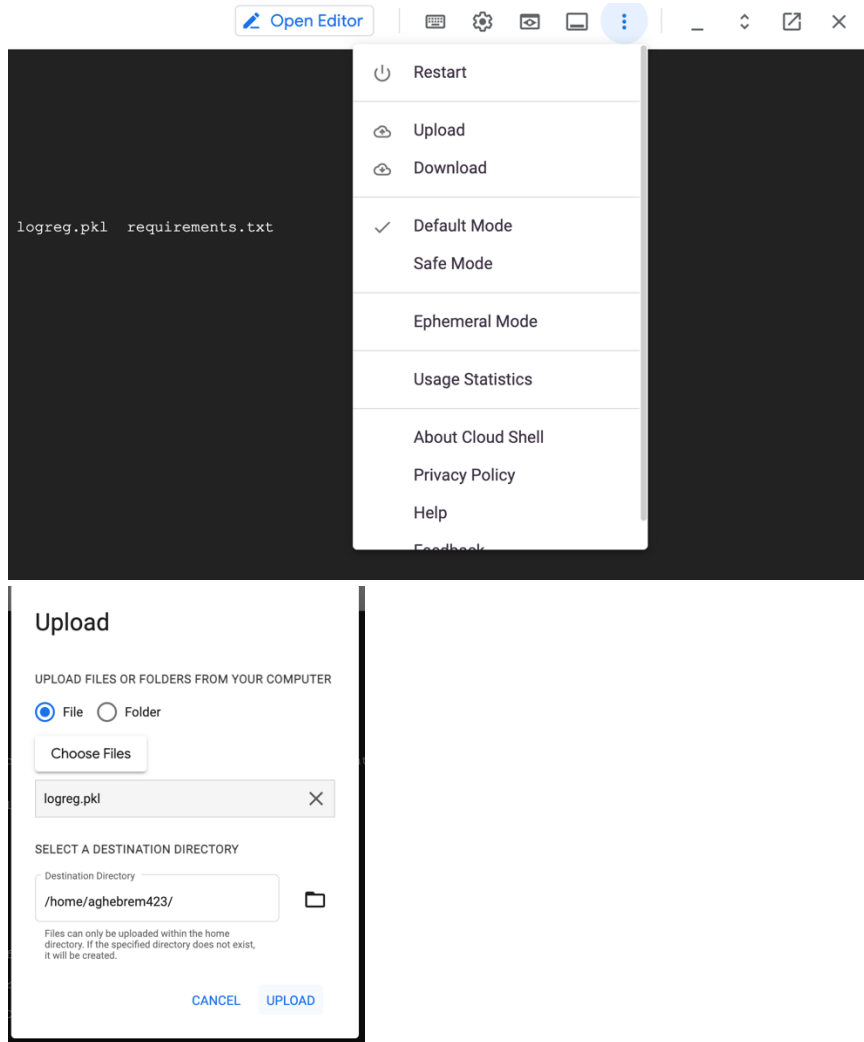 Open Editor
Restart
Upload
Download
logreg.pkl requirements.txt
Default Mode
Safe Mode
Ephemeral Mode
Usage Statistics
About Cloud Shell
Privacy Policy
Help
Feedback
Upload
UPLOAD FILES OR FOLDERS FROM YOUR COMPUTER
File Folder
Choose Files
logreg.pkl
SELECT A DESTINATION DIRECTORY
Destination Directory
/home/aghebrem423/
Files can only be uploaded within the home
directory. If the specified directory does not exist,
it will be created.
CANCEL UPLOAD